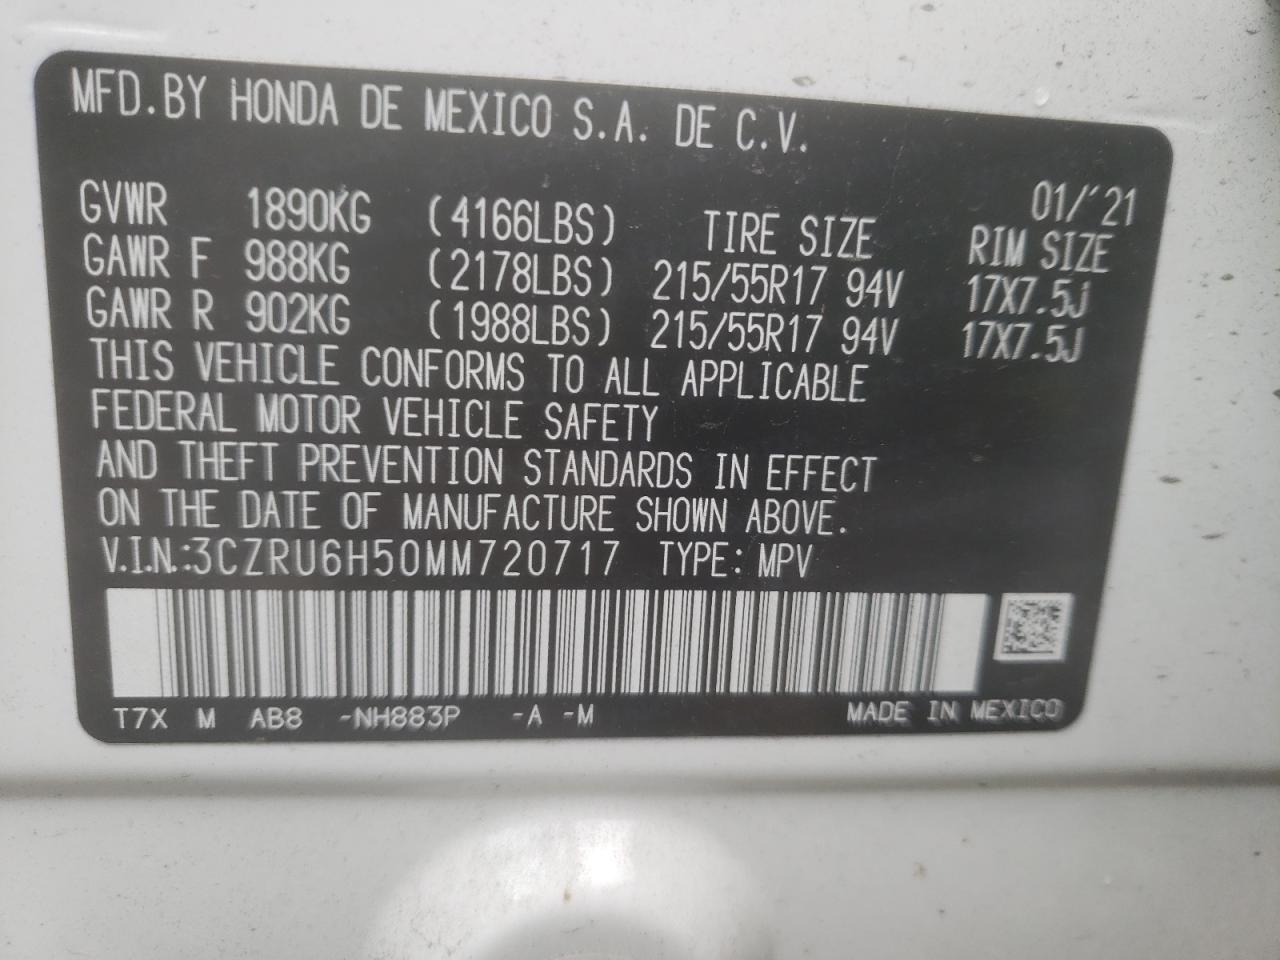 MFD.BY HONDA DE MEXICO S.A. DE C.V.
01/'21
GVWR 1890KG (4166LBS) TIRE SIZE RIM SIZE
GAWR F 988KG (2178LBS) 215/55R17 94V 17X7.5J
GAWR R 902KG (1988LBS) 215/55R17 94V 17X7.5J
THIS VEHICLE CONFORMS TO ALL APPLICABLE
FEDERAL MOTOR VEHICLE SAFETY
AND THEFT PREVENTION STANDARDS IN EFFECT
ON THE DATE OF MANUFACTURE SHOWN ABOVE.
V.I.N.:3CZRU6H50MM720717 TYPE: MPV
T7X M AB8 -NH883P -A -M MADE IN MEXICO